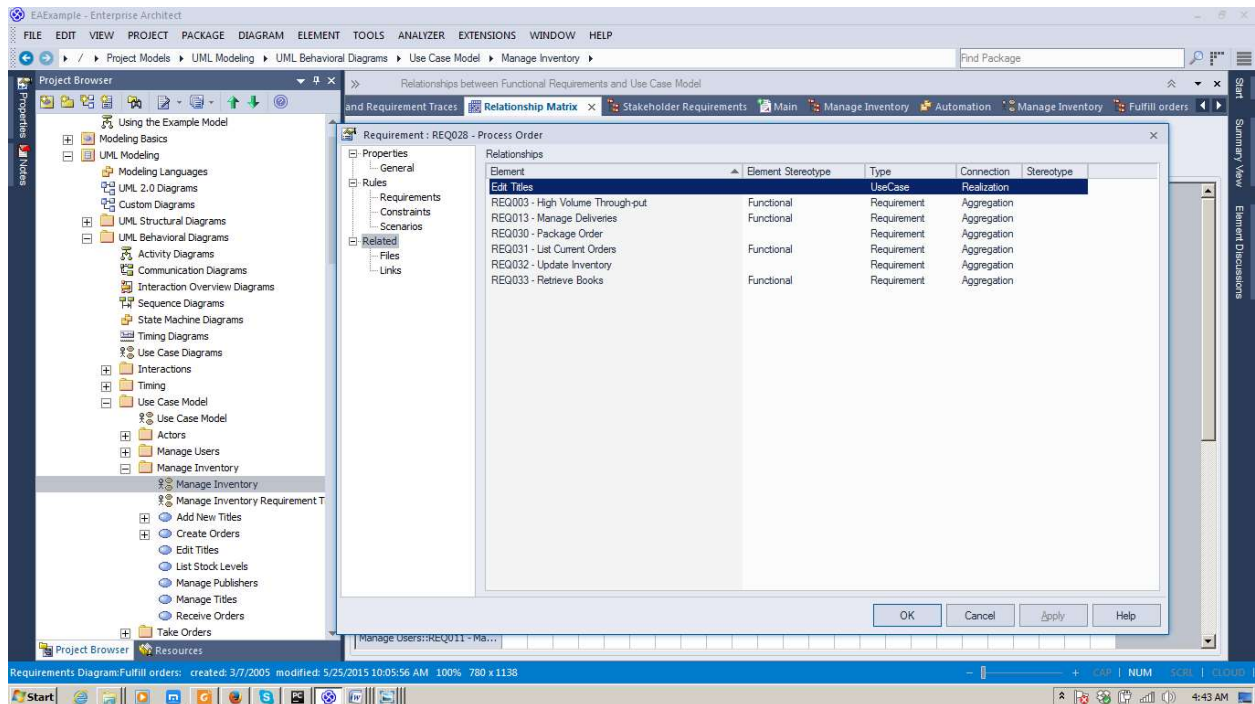 EAExample - Enterprise Architect
FILE EDIT VIEW PROJECT PACKAGE DIAGRAM ELEMENT TOOLS ANALYZER EXTENSIONS WINDOW HELP
/ Project Models UML Modeling UML Behavioral Diagrams Use Case Model Manage Inventory Find Package
Project Browser
Relationships between Functional Requirements and Use Case Model
and Requirement Traces Relationship Matrix Stakeholder Requirements Main Manage Inventory Automation Manage Inventory Fulfill orders
Properties
Notes
Start
Summary View
Element Discussions
Using the Example Model
Modeling Basics
UML Modeling
Modeling Languages
UML 2.0 Diagrams
Custom Diagrams
UML Structural Diagrams
UML Behavioral Diagrams
Activity Diagrams
Communication Diagrams
Interaction Overview Diagrams
Sequence Diagrams
State Machine Diagrams
Timing Diagrams
Use Case Diagrams
Interactions
Timing
Use Case Model
Use Case Model
Actors
Manage Users
Manage Inventory
Manage Inventory
Manage Inventory Requirement T
Add New Titles
Create Orders
Edit Titles
List Stock Levels
Manage Publishers
Manage Titles
Receive Orders
Take Orders
Project Browser Resources
Requirement : REQ028 - Process Order
Properties
General
Rules
Requirements
Constraints
Scenarios
Related
Files
Links
Relationships
Element Element Stereotype Type Connection Stereotype
Edit Titles UseCase Realization
REQ003 - High Volume Through-put Functional Requirement Aggregation
REQ013 - Manage Deliveries Functional Requirement Aggregation
REQ030 - Package Order Requirement Aggregation
REQ031 - List Current Orders Functional Requirement Aggregation
REQ032 - Update Inventory Requirement Aggregation
REQ033 - Retrieve Books Functional Requirement Aggregation
OK Cancel Apply Help
Manage Users::REQ011 - Ma...
Requirements Diagram:Fulfill orders: created: 3/7/2005 modified: 5/25/2015 10:05:56 AM 100% 780 x 1138 CAP NUM SCRL CLOUD
Start 4:43 AM